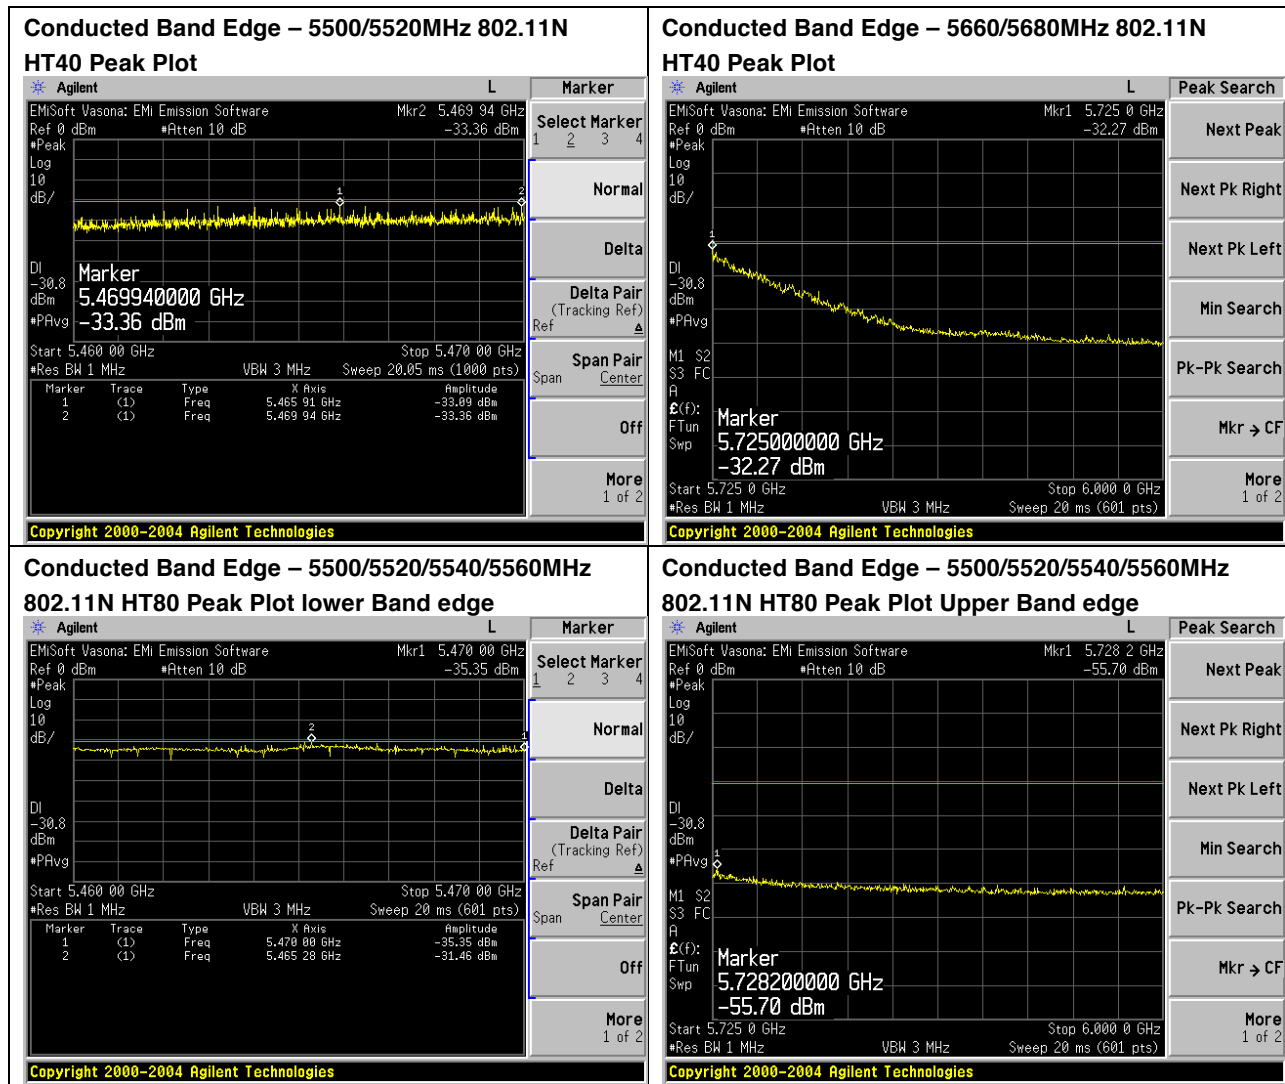 Conducted Band Edge – 5500/5520MHz 802.11N
HT40 Peak Plot
Agilent
L
Marker
EMiSoft Vasona: EMi Emission Software
Mkr2 5.469 94 GHz
Ref 0 dBm
#Atten 10 dB
-33.36 dBm
#Peak
Log
10
dB/
1
2
DI
-30.8
dBm
#PAvg
Marker
5.469940000 GHz
-33.36 dBm
Start 5.460 00 GHz
Stop 5.470 00 GHz
#Res BW 1 MHz
VBW 3 MHz
Sweep 20.05 ms (1000 pts)
Marker Trace Type X Axis Amplitude
1 (1) Freq 5.465 91 GHz -33.09 dBm
2 (1) Freq 5.469 94 GHz -33.36 dBm
Select Marker
1 2 3 4
Normal
Delta
Delta Pair
(Tracking Ref)
Ref Δ
Span Pair
Span Center
Off
More
1 of 2
Copyright 2000-2004 Agilent Technologies
Conducted Band Edge – 5660/5680MHz 802.11N
HT40 Peak Plot
Agilent
L
Peak Search
EMiSoft Vasona: EMi Emission Software
Mkr1 5.725 0 GHz
Ref 0 dBm
#Atten 10 dB
-32.27 dBm
#Peak
Log
10
dB/
1
DI
-30.8
dBm
#PAvg
M1 S2
S3 FC
A
£(f):
FTun
Swp
Marker
5.725000000 GHz
-32.27 dBm
Start 5.725 0 GHz
Stop 6.000 0 GHz
#Res BW 1 MHz
VBW 3 MHz
Sweep 20 ms (601 pts)
Next Peak
Next Pk Right
Next Pk Left
Min Search
Pk-Pk Search
Mkr → CF
More
1 of 2
Copyright 2000-2004 Agilent Technologies
Conducted Band Edge – 5500/5520/5540/5560MHz
802.11N HT80 Peak Plot lower Band edge
Agilent
L
Marker
EMiSoft Vasona: EMi Emission Software
Mkr1 5.470 00 GHz
Ref 0 dBm
#Atten 10 dB
-35.35 dBm
#Peak
Log
10
dB/
2
1
DI
-30.8
dBm
#PAvg
Start 5.460 00 GHz
Stop 5.470 00 GHz
#Res BW 1 MHz
VBW 3 MHz
Sweep 20 ms (601 pts)
Marker Trace Type X Axis Amplitude
1 (1) Freq 5.470 00 GHz -35.35 dBm
2 (1) Freq 5.465 28 GHz -31.46 dBm
Select Marker
1 2 3 4
Normal
Delta
Delta Pair
(Tracking Ref)
Ref Δ
Span Pair
Span Center
Off
More
1 of 2
Copyright 2000-2004 Agilent Technologies
Conducted Band Edge – 5500/5520/5540/5560MHz
802.11N HT80 Peak Plot Upper Band edge
Agilent
L
Peak Search
EMiSoft Vasona: EMi Emission Software
Mkr1 5.728 2 GHz
Ref 0 dBm
#Atten 10 dB
-55.70 dBm
#Peak
Log
10
dB/
DI
-30.8
dBm
#PAvg
1
M1 S2
S3 FC
A
£(f):
FTun
Swp
Marker
5.728200000 GHz
-55.70 dBm
Start 5.725 0 GHz
Stop 6.000 0 GHz
#Res BW 1 MHz
VBW 3 MHz
Sweep 20 ms (601 pts)
Next Peak
Next Pk Right
Next Pk Left
Min Search
Pk-Pk Search
Mkr → CF
More
1 of 2
Copyright 2000-2004 Agilent Technologies